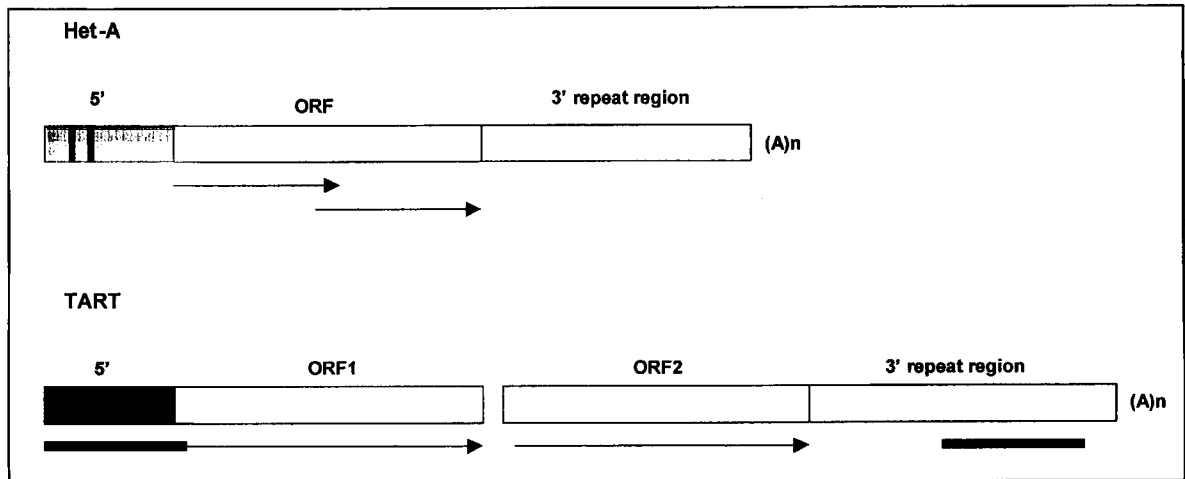 Het-A
5' ORF 3' repeat region
(A)n
TART
5' ORF1 ORF2 3' repeat region
(A)n